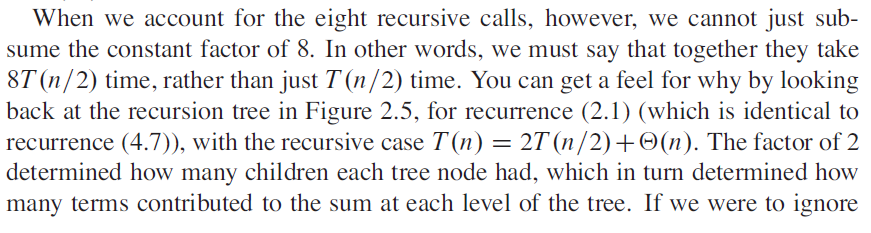 When we account for the eight recursive calls, however, we cannot just sub-
sume the constant factor of 8. In other words, we must say that together they take
8T(n/2) time, rather than just T(n/2) time. You can get a feel for why by looking
back at the recursion tree in Figure 2.5, for recurrence (2.1) (which is identical to
recurrence (4.7)), with the recursive case T(n) = 2T(n/2)+Θ(n). The factor of 2
determined how many children each tree node had, which in turn determined how
many terms contributed to the sum at each level of the tree. If we were to ignore